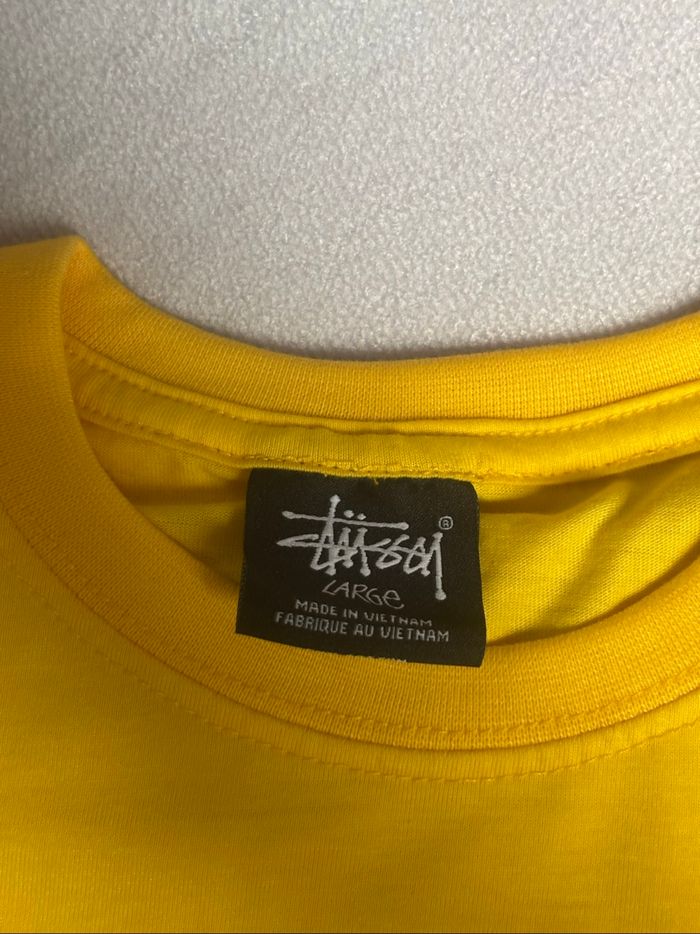 Stüssy ®
LARGE
MADE IN VIETNAM
FABRIQUE AU VIETNAM